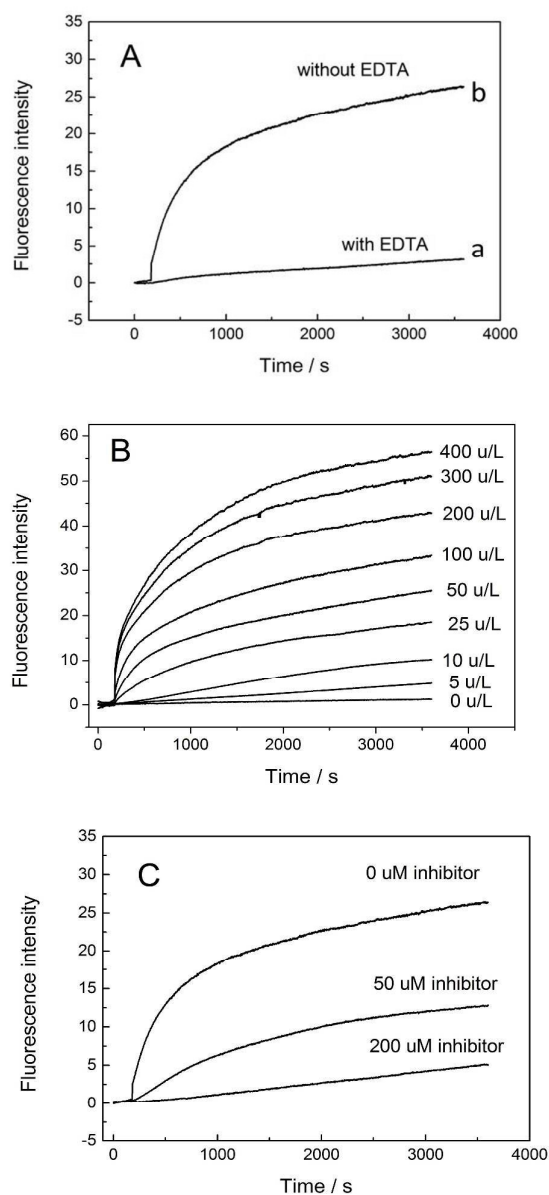 A
35
30
25
20
15
10
5
0
-5
without EDTA
b
with EDTA
a
Fluorescence intensity
0 1000 2000 3000 4000
Time / s
B
60
50
40
30
20
10
0
400 u/L
300 u/L
200 u/L
100 u/L
50 u/L
25 u/L
10 u/L
5 u/L
0 u/L
Fluorescence intensity
0 1000 2000 3000 4000
Time / s
C
35
30
25
20
15
10
5
0
-5
0 uM inhibitor
50 uM inhibitor
200 uM inhibitor
Fluorescence intensity
0 1000 2000 3000 4000
Time / s